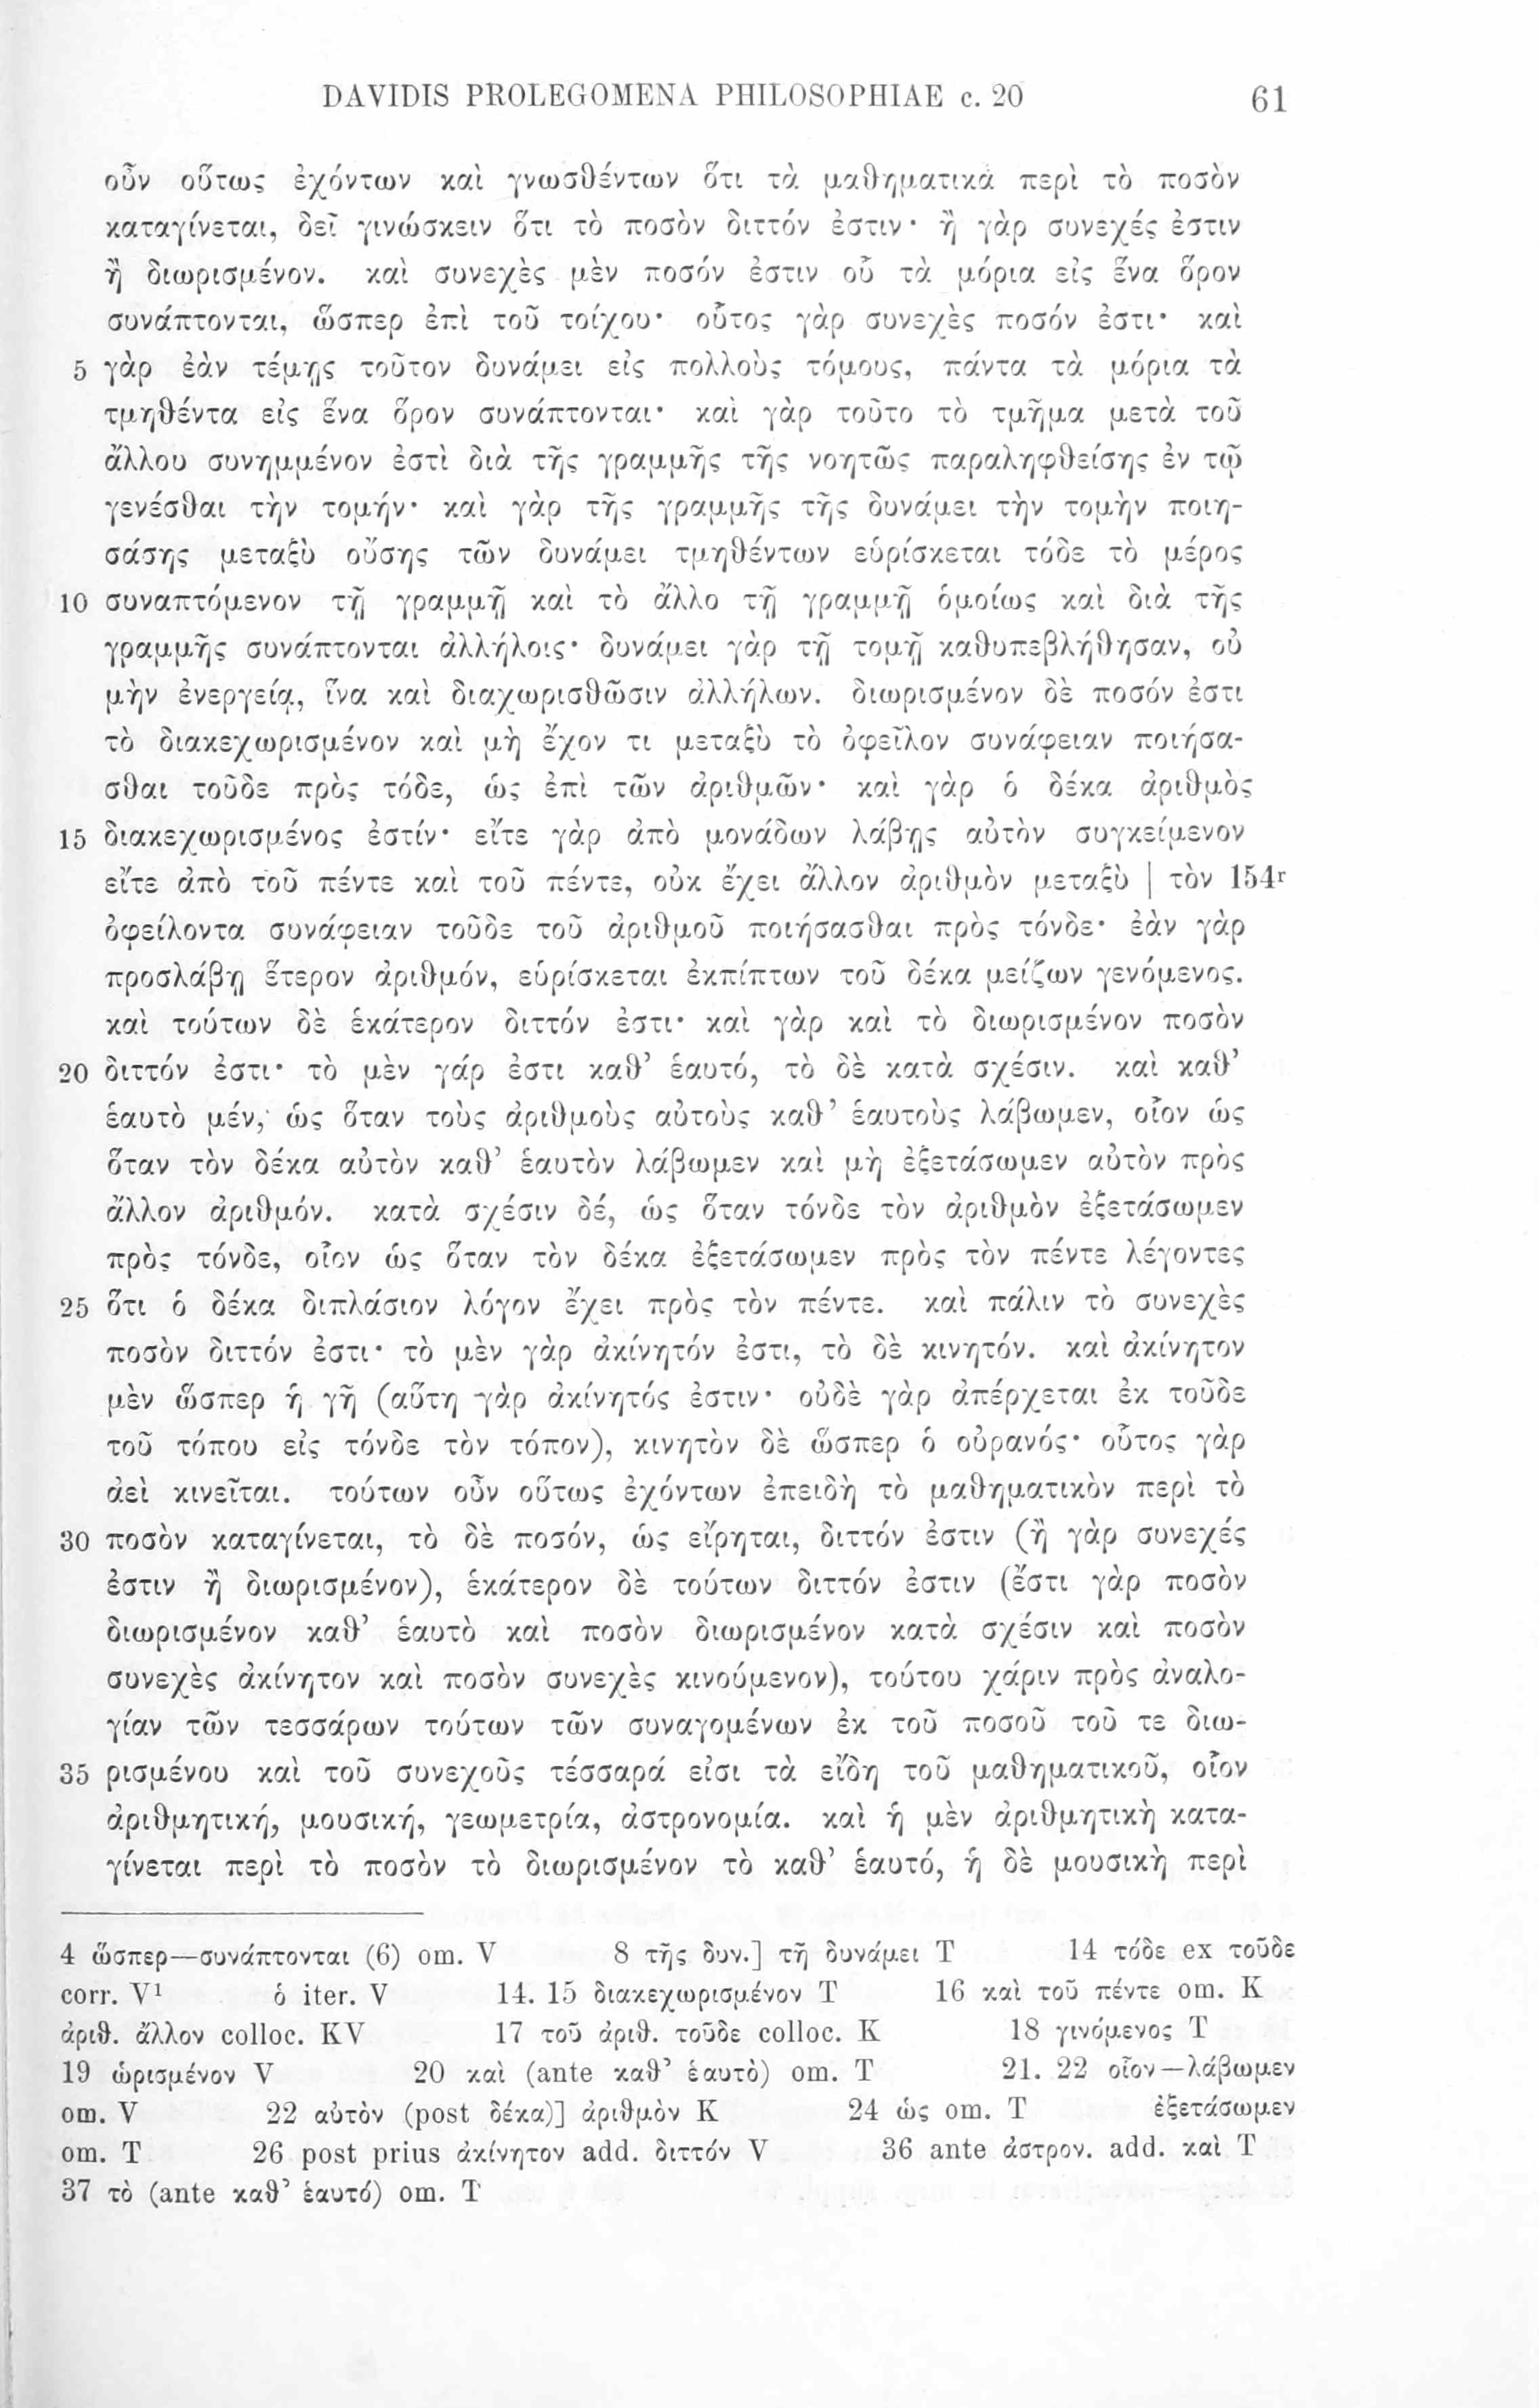 DAVIDIS PROLEGOMENA PHILOSOPHIAE c. 20 61
οὖν οὕτως ἐχόντων καὶ γνωσθέντων ὅτι τὰ μαθηματικὰ περὶ τὸ ποσὸν
καταγίνεται, δεῖ γινώσκειν ὅτι τὸ ποσὸν διττόν ἐστιν· ἢ γὰρ συνεχές ἐστιν
ἢ διωρισμένον. καὶ συνεχὲς μὲν ποσόν ἐστιν οὗ τὰ μόρια εἰς ἕνα ὅρον
συνάπτονται, ὥσπερ ἐπὶ τοῦ τοίχου· οὗτος γὰρ συνεχὲς ποσόν ἐστι· καὶ
5 γὰρ ἐὰν τέμῃς τοῦτον δυνάμει εἰς πολλοὺς τόμους, πάντα τὰ μόρια τὰ
τμηθέντα εἰς ἕνα ὅρον συνάπτονται· καὶ γὰρ τοῦτο τὸ τμῆμα μετὰ τοῦ
ἄλλου συνημμένον ἐστὶ διὰ τῆς γραμμῆς τῆς νοητῶς παραληφθείσης ἐν τῷ
γενέσθαι τὴν τομήν· καὶ γὰρ τῆς γραμμῆς τῆς δυνάμει τὴν τομὴν ποιη-
σάσης μεταξὺ οὔσης τῶν δυνάμει τμηθέντων εὑρίσκεται τόδε τὸ μέρος
10 συναπτόμενον τῇ γραμμῇ καὶ τὸ ἄλλο τῇ γραμμῇ ὁμοίως καὶ διὰ τῆς
γραμμῆς συνάπτονται ἀλλήλοις· δυνάμει γὰρ τῇ τομῇ καθυπεβλήθησαν, οὐ
μὴν ἐνεργείᾳ, ἵνα καὶ διαχωρισθῶσιν ἀλλήλων. διωρισμένον δὲ ποσόν ἐστι
τὸ διακεχωρισμένον καὶ μὴ ἔχον τι μεταξὺ τὸ ὀφεῖλον συνάφειαν ποιήσα-
σθαι τοῦδε πρὸς τόδε, ὡς ἐπὶ τῶν ἀριθμῶν· καὶ γὰρ ὁ δέκα ἀριθμὸς
15 διακεχωρισμένος ἐστίν· εἴτε γὰρ ἀπὸ μονάδων λάβῃς αὐτὸν συγκείμενον
εἴτε ἀπὸ τοῦ πέντε καὶ τοῦ πέντε, οὐκ ἔχει ἄλλον ἀριθμὸν μεταξὺ | τὸν 154r
ὀφείλοντα συνάφειαν τοῦδε τοῦ ἀριθμοῦ ποιήσασθαι πρὸς τόνδε· ἐὰν γὰρ
προσλάβῃ ἕτερον ἀριθμόν, εὑρίσκεται ἐκπίπτων τοῦ δέκα μείζων γενόμενος.
καὶ τούτων δὲ ἑκάτερον διττόν ἐστι· καὶ γὰρ καὶ τὸ διωρισμένον ποσὸν
20 διττόν ἐστι· τὸ μὲν γάρ ἐστι καθ’ ἑαυτό, τὸ δὲ κατὰ σχέσιν. καὶ καθ’
ἑαυτὸ μέν, ὡς ὅταν τοὺς ἀριθμοὺς αὐτοὺς καθ’ ἑαυτοὺς λάβωμεν, οἷον ὡς
ὅταν τὸν δέκα αὐτὸν καθ’ ἑαυτὸν λάβωμεν καὶ μὴ ἐξετάσωμεν αὐτὸν πρὸς
ἄλλον ἀριθμόν. κατὰ σχέσιν δέ, ὡς ὅταν τόνδε τὸν ἀριθμὸν ἐξετάσωμεν
πρὸς τόνδε, οἷον ὡς ὅταν τὸν δέκα ἐξετάσωμεν πρὸς τὸν πέντε λέγοντες
25 ὅτι ὁ δέκα διπλάσιον λόγον ἔχει πρὸς τὸν πέντε. καὶ πάλιν τὸ συνεχὲς
ποσὸν διττόν ἐστι· τὸ μὲν γὰρ ἀκίνητόν ἐστι, τὸ δὲ κινητόν. καὶ ἀκίνητον
μὲν ὥσπερ ἡ γῆ (αὕτη γὰρ ἀκίνητός ἐστιν· οὐδὲ γὰρ ἀπέρχεται ἐκ τοῦδε
τοῦ τόπου εἰς τόνδε τὸν τόπον), κινητὸν δὲ ὥσπερ ὁ οὐρανός· οὗτος γὰρ
ἀεὶ κινεῖται. τούτων οὖν οὕτως ἐχόντων ἐπειδὴ τὸ μαθηματικὸν περὶ τὸ
30 ποσὸν καταγίνεται, τὸ δὲ ποσόν, ὡς εἴρηται, διττόν ἐστιν (ἢ γὰρ συνεχές
ἐστιν ἢ διωρισμένον), ἑκάτερον δὲ τούτων διττόν ἐστιν (ἔστι γὰρ ποσὸν
διωρισμένον καθ’ ἑαυτὸ καὶ ποσὸν διωρισμένον κατὰ σχέσιν καὶ ποσὸν
συνεχὲς ἀκίνητον καὶ ποσὸν συνεχὲς κινούμενον), τούτου χάριν πρὸς ἀναλο-
γίαν τῶν τεσσάρων τούτων τῶν συναγομένων ἐκ τοῦ ποσοῦ τοῦ τε διω-
35 ρισμένου καὶ τοῦ συνεχοῦς τέσσαρά εἰσι τὰ εἴδη τοῦ μαθηματικοῦ, οἷον
ἀριθμητική, μουσική, γεωμετρία, ἀστρονομία. καὶ ἡ μὲν ἀριθμητικὴ κατα-
γίνεται περὶ τὸ ποσὸν τὸ διωρισμένον τὸ καθ’ ἑαυτό, ἡ δὲ μουσικὴ περὶ
4 ὥσπερ—συνάπτονται (6) om. V 8 τῆς δυν.] τῇ δυνάμει T 14 τόδε ex τοῦδε
corr. V¹ ὁ iter. V 14. 15 διακεχωρισμένον T 16 καὶ τοῦ πέντε om. K
ἀριθ. ἄλλον colloc. KV 17 τοῦ ἀριθ. τοῦδε colloc. K 18 γινόμενος T
19 ὡρισμένον V 20 καὶ (ante καθ’ ἑαυτὸ) om. T 21. 22 οἷον—λάβωμεν
om. V 22 αὐτὸν (post δέκα)] ἀριθμὸν K 24 ὡς om. T ἐξετάσωμεν
om. T 26 post prius ἀκίνητον add. διττόν V 36 ante ἀστρον. add. καὶ T
37 τὸ (ante καθ’ ἑαυτό) om. T